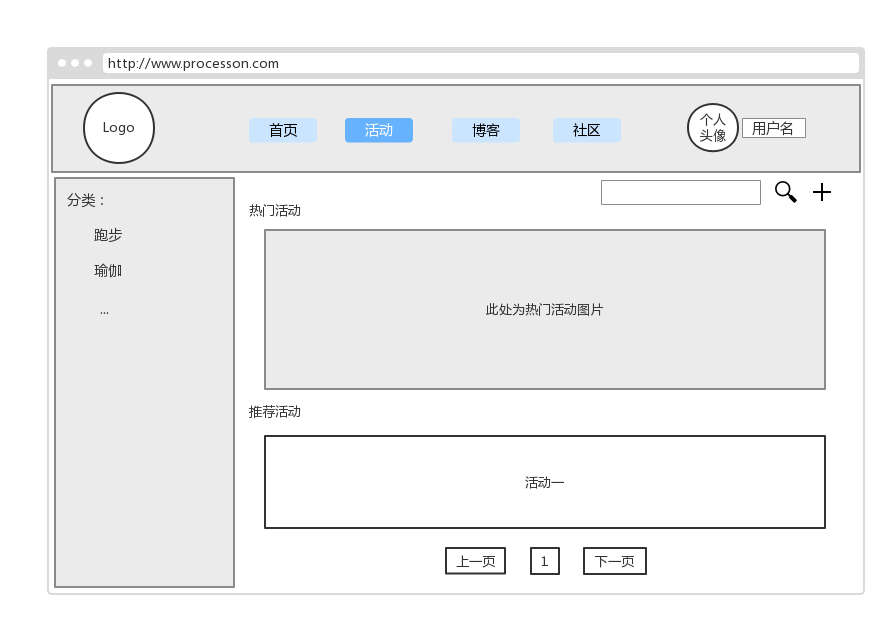 http://www.processon.com
Logo
首页
活动
博客
社区
个人
头像
用户名
分类：
跑步
瑜伽
...
热门活动
此处为热门活动图片
推荐活动
活动一
上一页
1
下一页